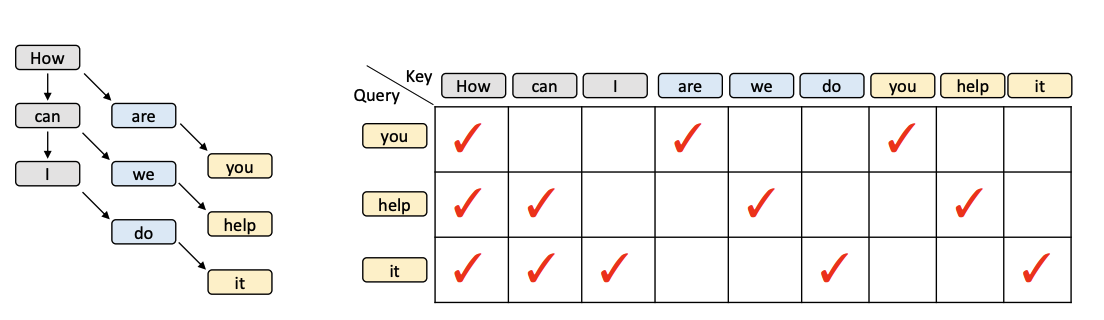 How
can
are
I
we
you
do
help
it
Key
Query
How can I are we do you help it
you ✓ ✓ ✓
help ✓ ✓ ✓ ✓
it ✓ ✓ ✓ ✓ ✓